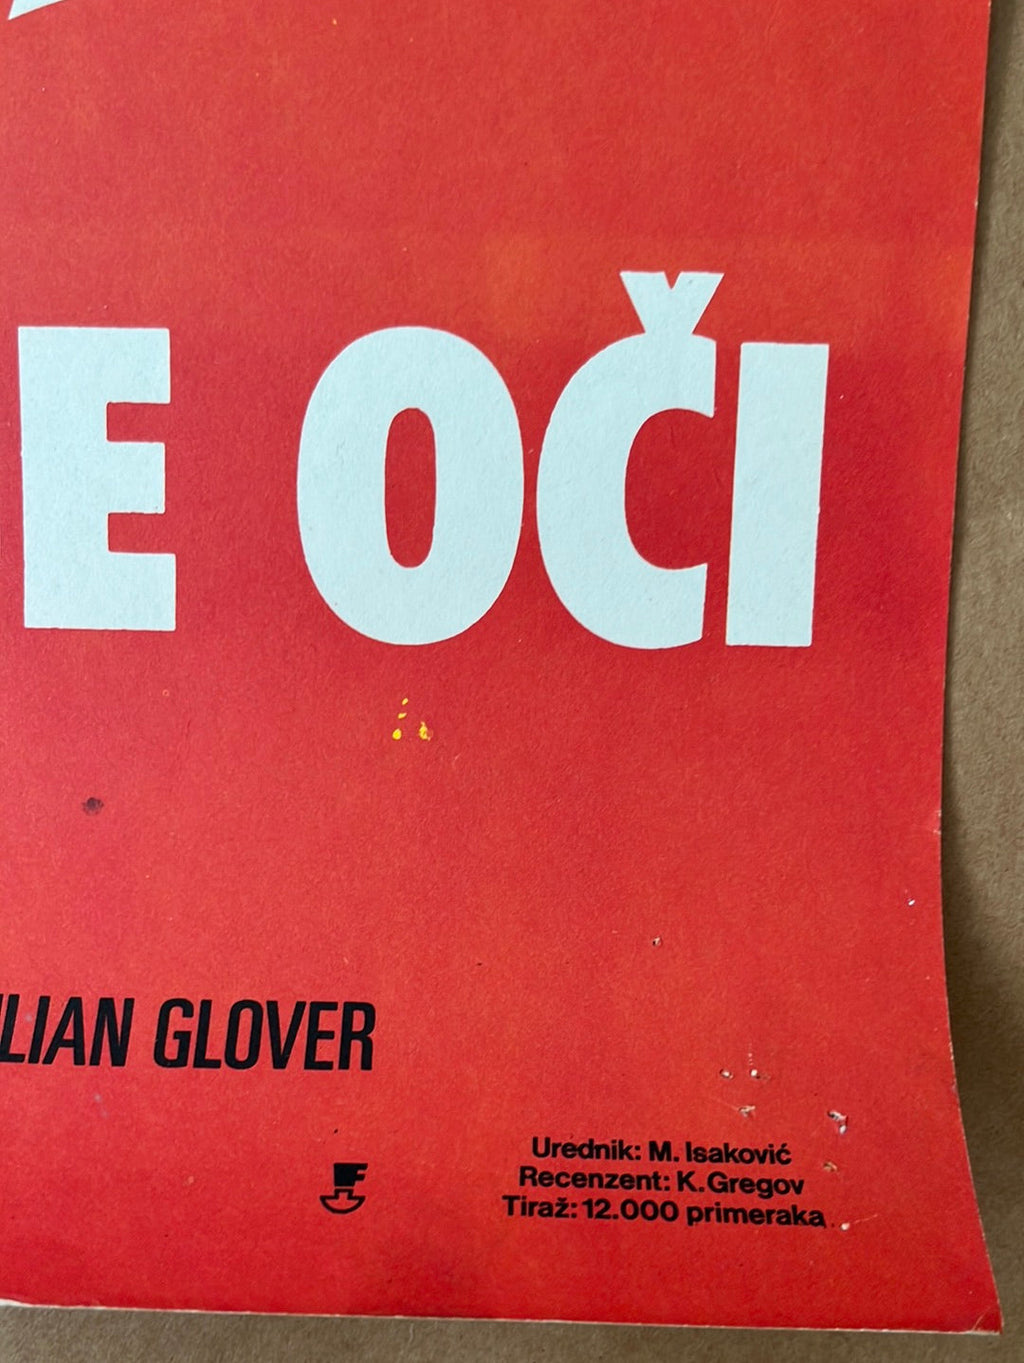 E OČI
LIAN GLOVER
F
Urednik: M. Isaković
Recenzent: K. Gregov
Tiraž: 12.000 primeraka